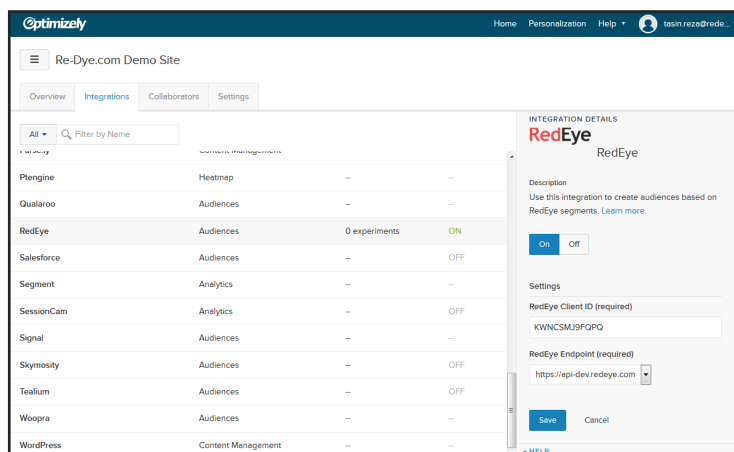 Optimizely
Home Personalization Help tasin.reza@rede...
Re-Dye.com Demo Site
Overview Integrations Collaborators Settings
All Filter by Name
Parse.ly Content Management
Ptengine Heatmap -- --
Qualaroo Audiences -- --
RedEye Audiences 0 experiments ON
Salesforce Audiences -- OFF
Segment Analytics -- --
SessionCam Analytics -- OFF
Signal Audiences -- --
Skymosity Audiences -- OFF
Tealium Audiences -- OFF
Woopra Audiences -- --
WordPress Content Management -- --
INTEGRATION DETAILS
RedEye
RedEye
Description
Use this integration to create audiences based on
RedEye segments. Learn more.
On Off
Settings
RedEye Client ID (required)
KWNCSMJ9FQPQ
RedEye Endpoint (required)
https://api-dev.redeye.com
Save Cancel
HELP